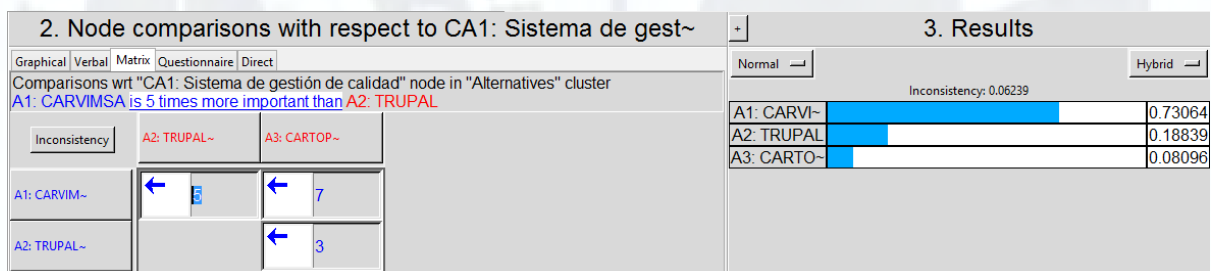 2. Node comparisons with respect to CA1: Sistema de gest~
Graphical Verbal Matrix Questionnaire Direct
Comparisons wrt "CA1: Sistema de gestión de calidad" node in "Alternatives" cluster
A1: CARVIMSA is 5 times more important than A2: TRUPAL
Inconsistency A2: TRUPAL~ A3: CARTOP~
A1: CARVIM~ 5 7
A2: TRUPAL~ 3
+ 3. Results
Normal Hybrid
Inconsistency: 0.06239
A1: CARVI~ 0.73064
A2: TRUPAL 0.18839
A3: CARTO~ 0.08096